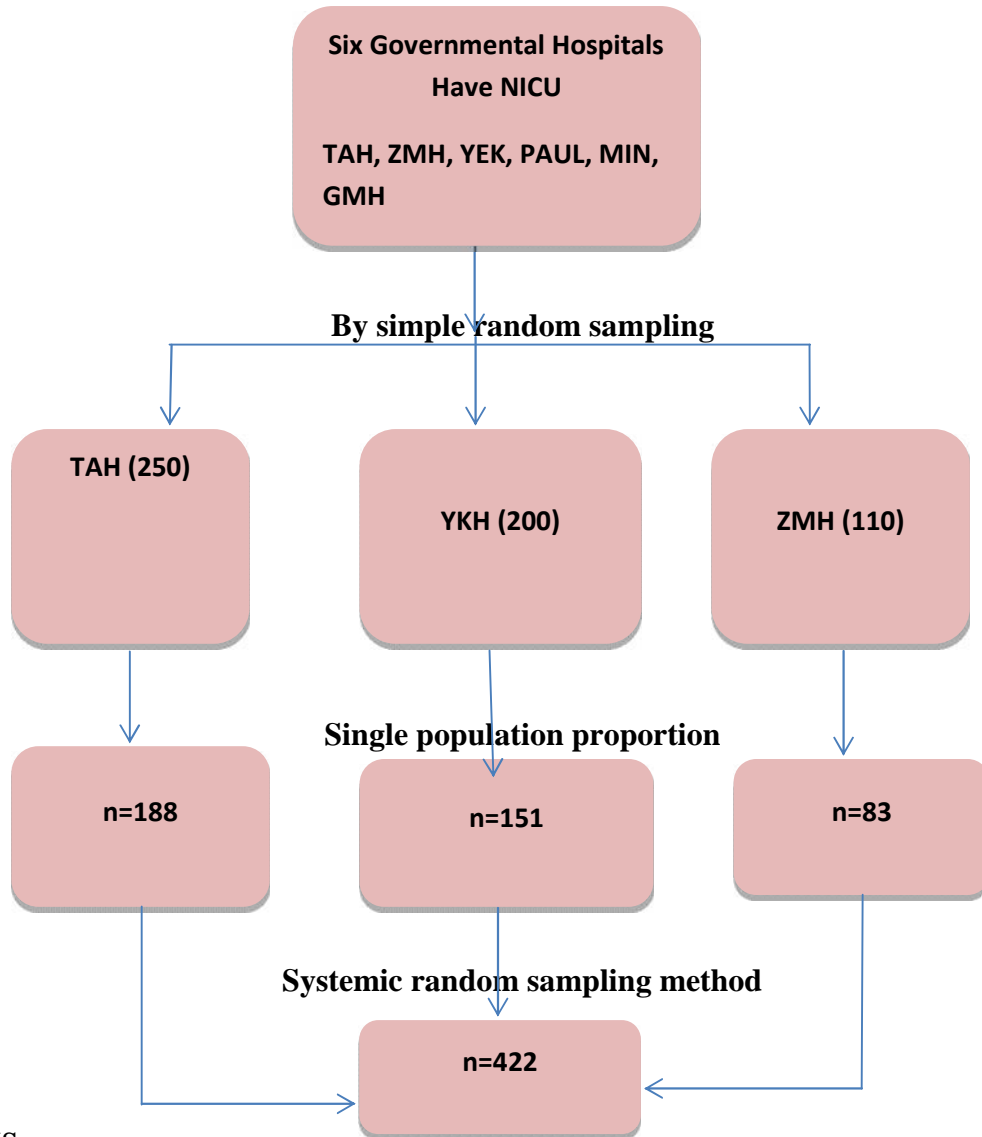 Six Governmental Hospitals
Have NICU
TAH, ZMH, YEK, PAUL, MIN,
GMH
By simple random sampling
TAH (250)
YKH (200)
ZMH (110)
Single population proportion
n=188
n=151
n=83
Systemic random sampling method
n=422